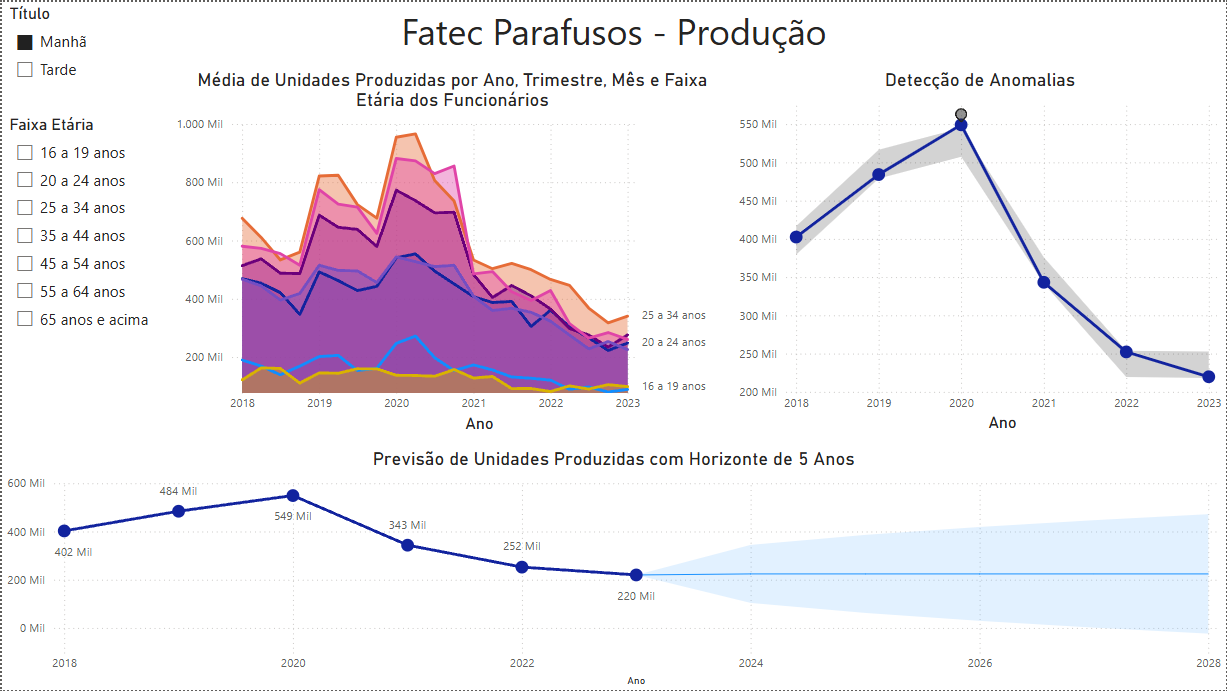 Título
Manhã
Tarde
Faixa Etária
16 a 19 anos
20 a 24 anos
25 a 34 anos
35 a 44 anos
45 a 54 anos
55 a 64 anos
65 anos e acima
Fatec Parafusos - Produção
Média de Unidades Produzidas por Ano, Trimestre, Mês e Faixa
Etária dos Funcionários
1.000 Mil
800 Mil
600 Mil
400 Mil
200 Mil
25 a 34 anos
20 a 24 anos
16 a 19 anos
2018 2019 2020 2021 2022 2023
Ano
Detecção de Anomalias
550 Mil
500 Mil
450 Mil
400 Mil
350 Mil
300 Mil
250 Mil
200 Mil
2018 2019 2020 2021 2022 2023
Ano
Previsão de Unidades Produzidas com Horizonte de 5 Anos
600 Mil
400 Mil
200 Mil
0 Mil
402 Mil
484 Mil
549 Mil
343 Mil
252 Mil
220 Mil
2018 2020 2022 2024 2026 2028
Ano